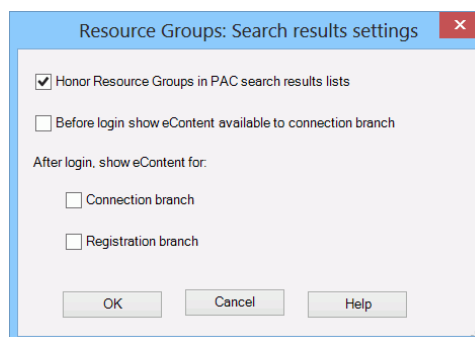 Resource Groups: Search results settings
Honor Resource Groups in PAC search results lists
Before login show eContent available to connection branch
After login, show eContent for:
Connection branch
Registration branch
OK Cancel Help